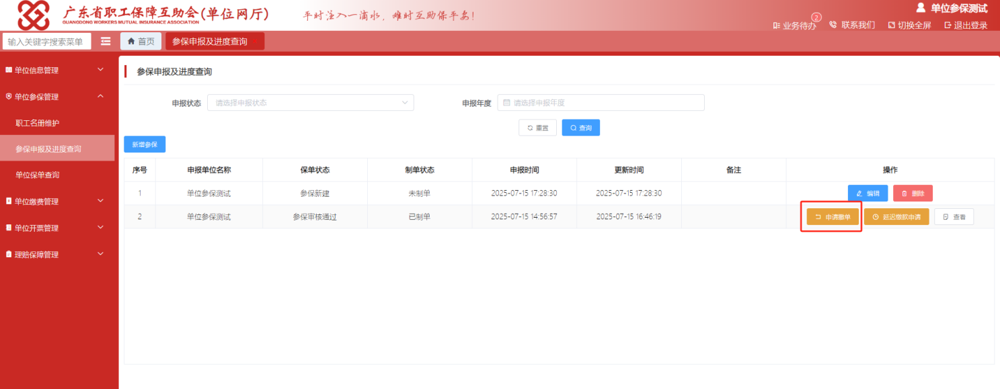 广东省职工保障互助会(单位网厅)
GUANGDONG WORKERS MUTUAL INSURANCE ASSOCIATION
平时注入一滴水, 难时互助保平安!
单位参保测试
业务待办 2 联系我们 切换全屏 退出登录
输入关键字搜索菜单
首页 参保申报及进度查询
单位信息管理
单位参保管理
职工名册维护
参保申报及进度查询
单位保单查询
单位缴费管理
单位开票管理
理赔保障管理
参保申报及进度查询
申报状态 请选择申报状态 申报年度 请选择申报年度
重置 查询
新增参保
序号 申报单位名称 保单状态 制单状态 申报时间 更新时间 备注 操作
1 单位参保测试 参保新建 未制单 2025-07-15 17:28:30 2025-07-15 17:28:30 编辑 删除
2 单位参保测试 参保审核通过 已制单 2025-07-15 14:56:57 2025-07-15 16:46:19 申请撤单 延迟缴款申请 查看